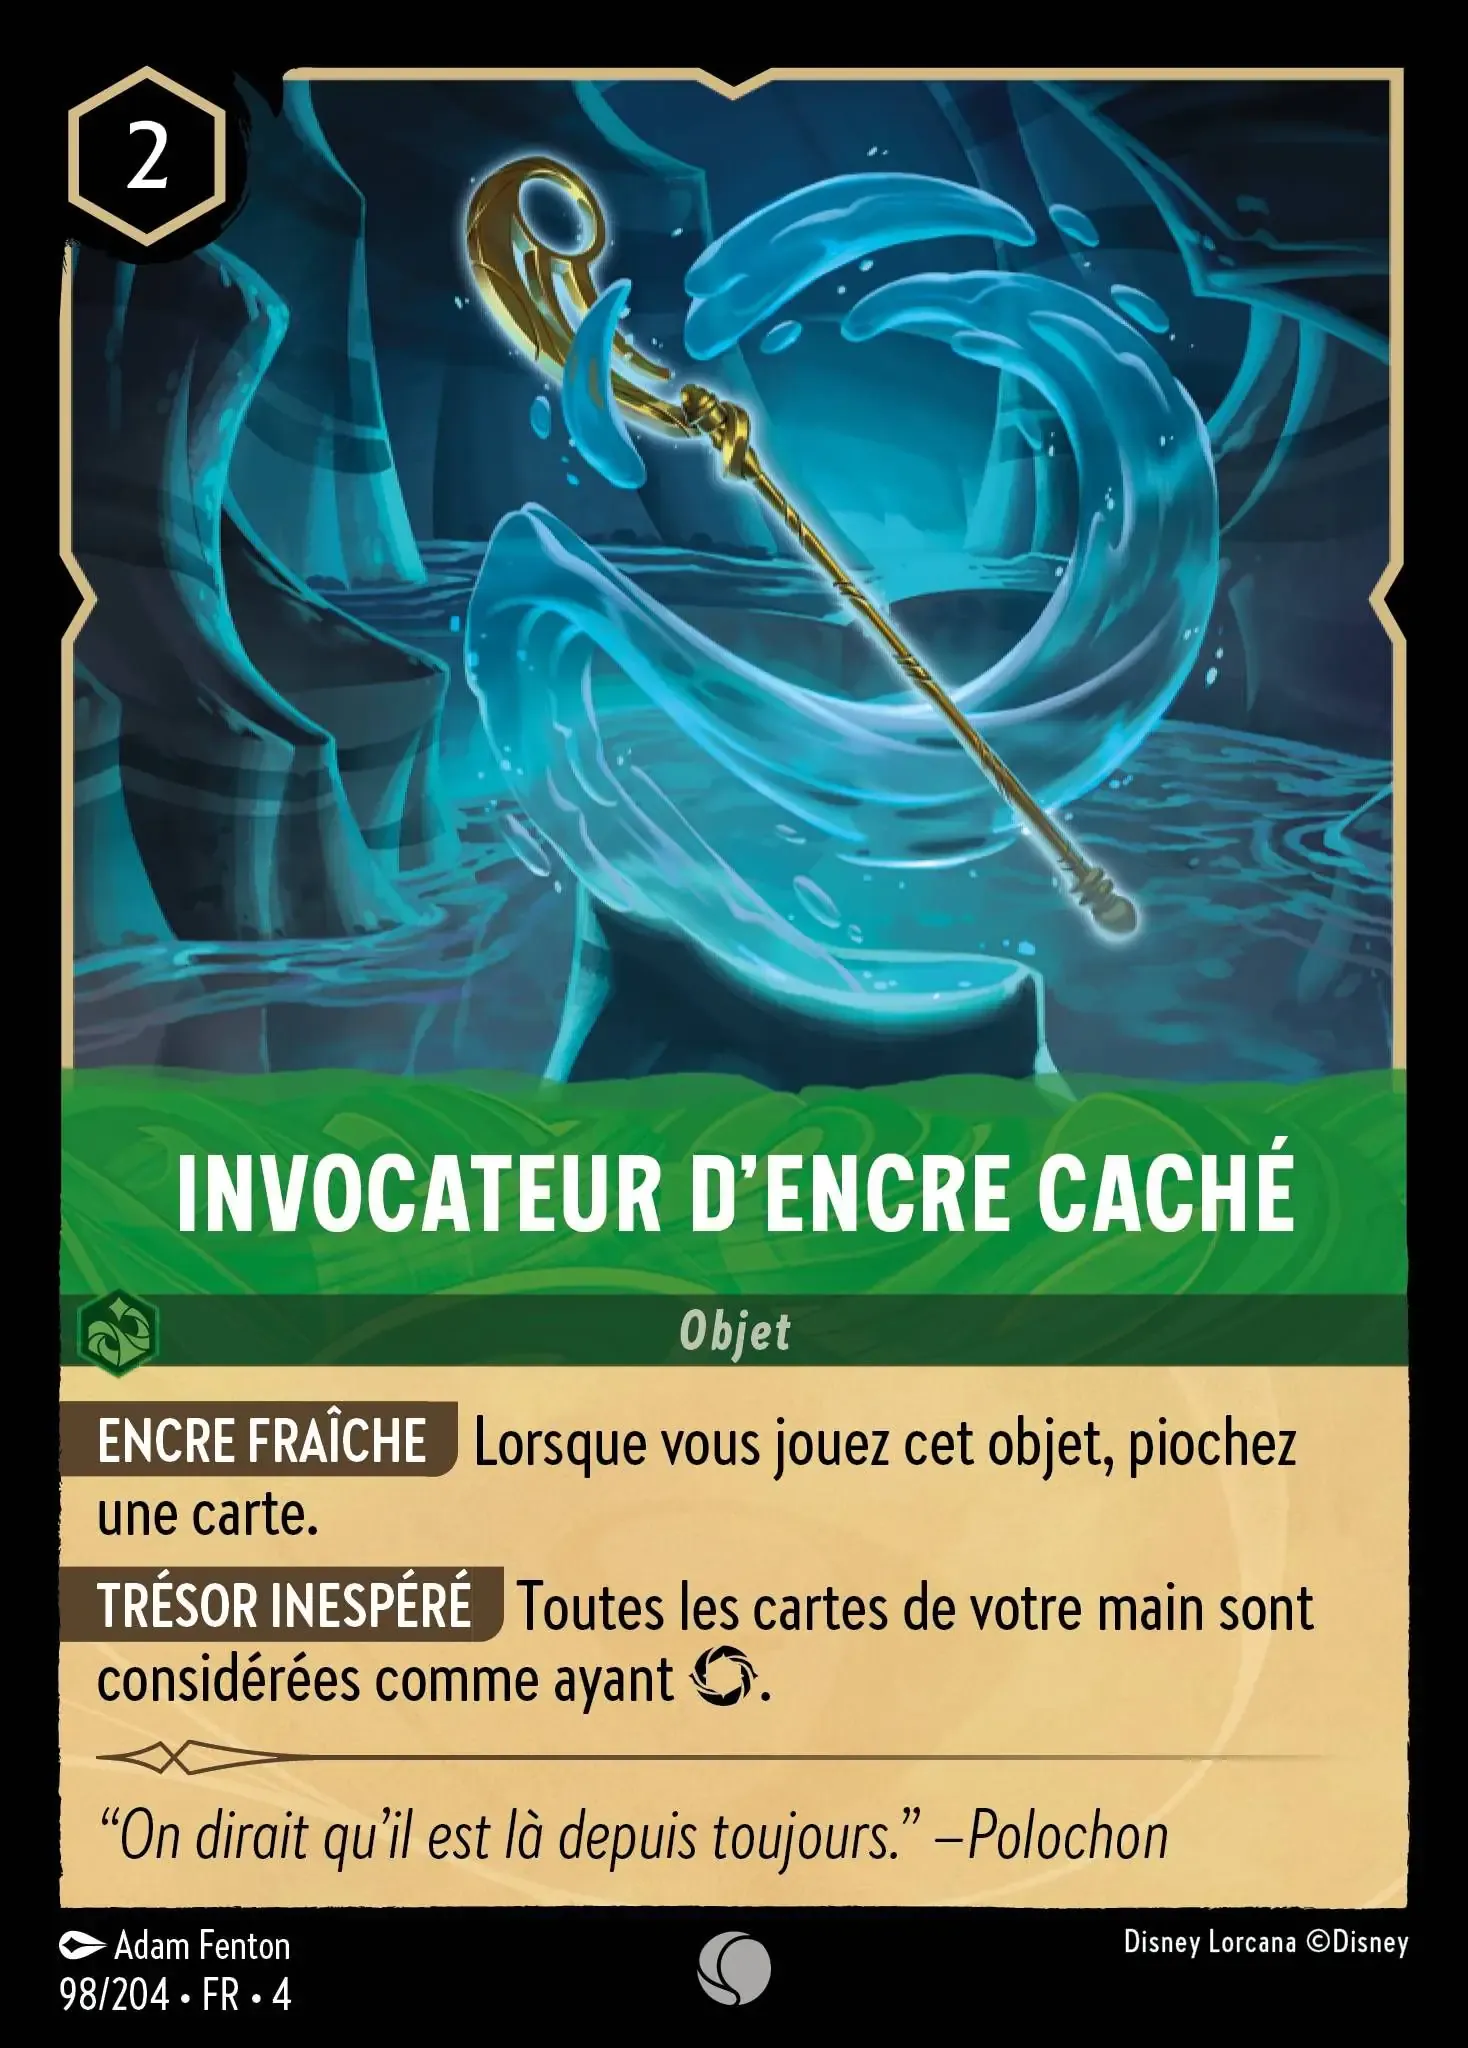 2
INVOCATEUR D’ENCRE CACHÉ
Objet
ENCRE FRAÎCHE Lorsque vous jouez cet objet, piochez
une carte.
TRÉSOR INESPÉRÉ Toutes les cartes de votre main sont
considérées comme ayant .
“On dirait qu’il est là depuis toujours.” –Polochon
Adam Fenton
Disney Lorcana ©Disney
98/204 • FR • 4